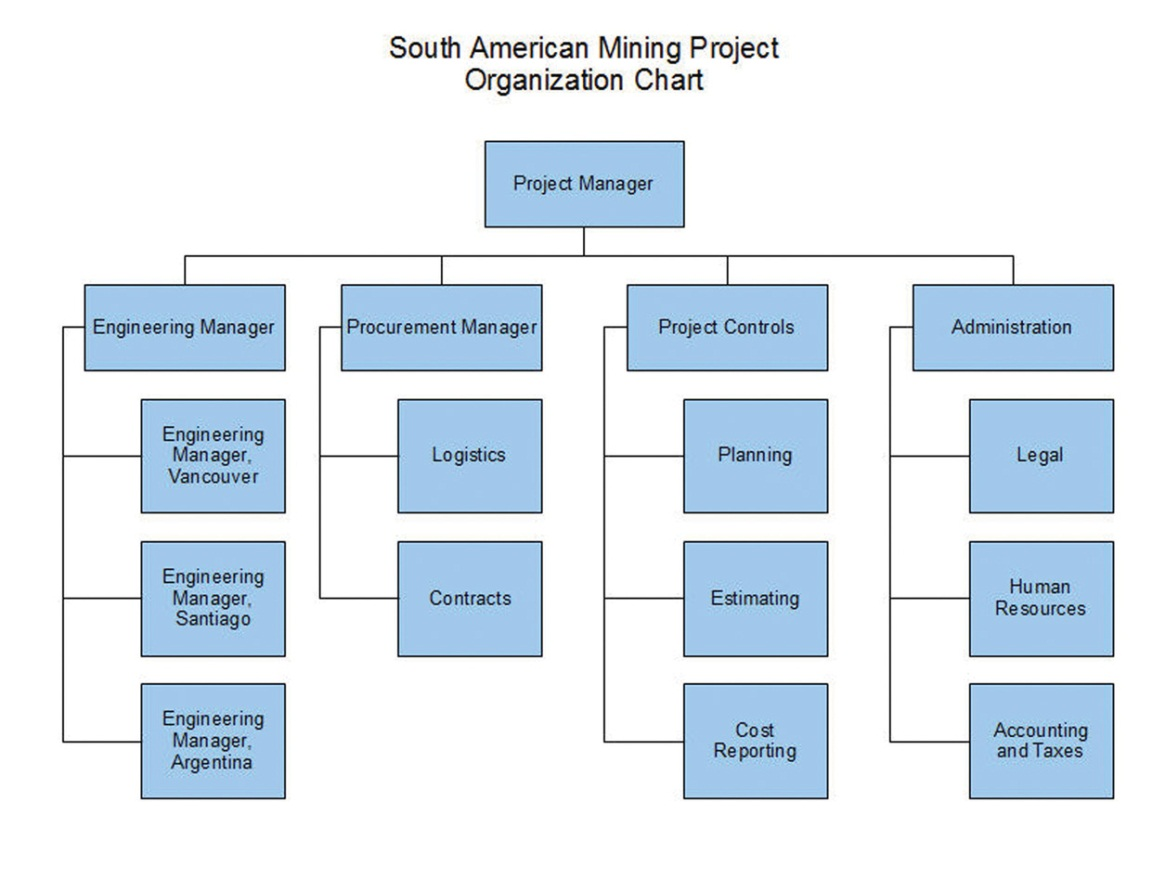 South American Mining Project
Organization Chart
Project Manager
Engineering Manager
Procurement Manager
Project Controls
Administration
Engineering
Manager,
Vancouver
Logistics
Planning
Legal
Engineering
Manager,
Santiago
Contracts
Estimating
Human
Resources
Engineering
Manager,
Argentina
Cost
Reporting
Accounting
and Taxes